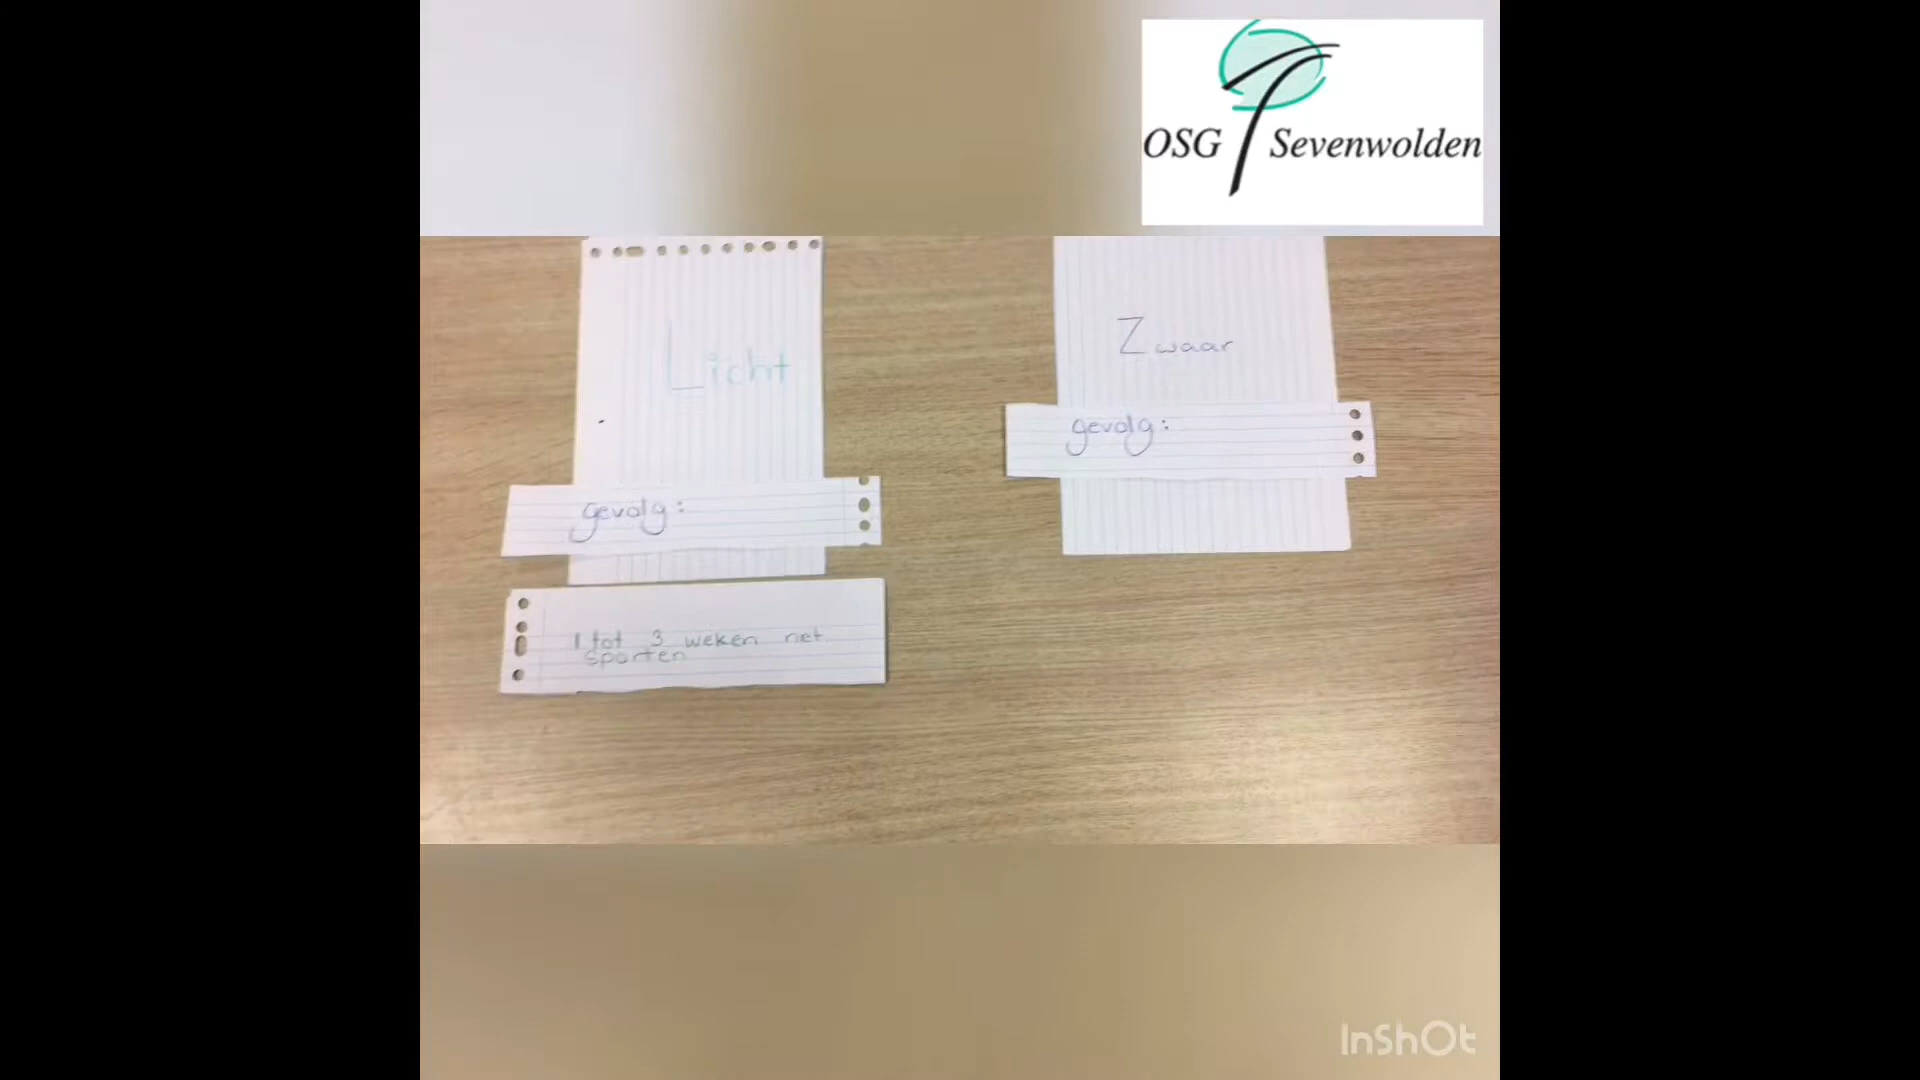 OSG Sevenwolden
Licht
gevolg:
1 tot 3 weken niet
sporten
Zwaar
gevolg:
InShOt